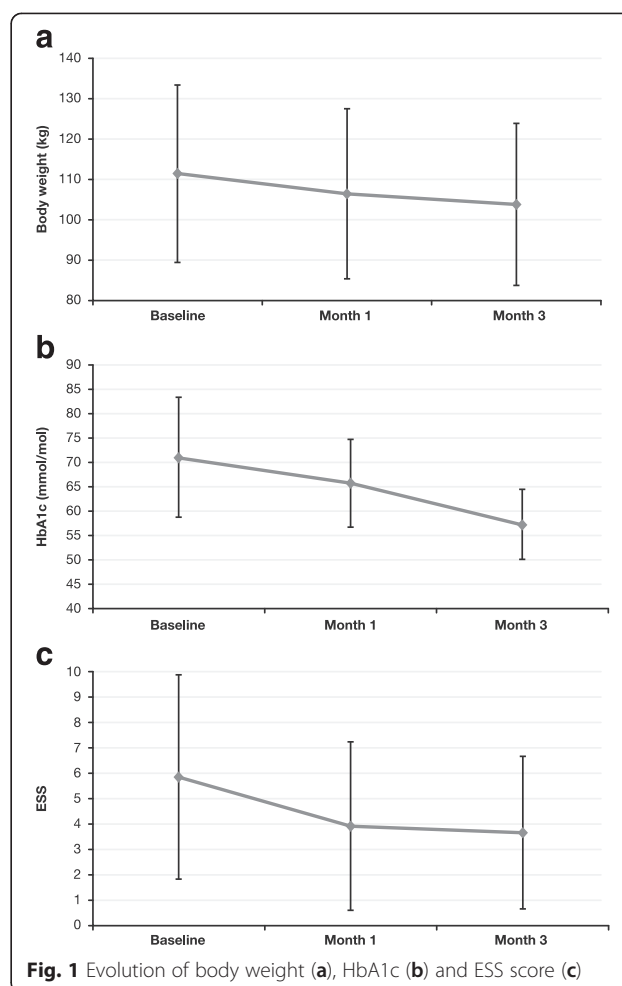 a
140
130
120
110
100
90
80
Body weight (kg)
Baseline Month 1 Month 3
b
90
85
80
75
70
65
60
55
50
45
40
HbA1c (mmol/mol)
Baseline Month 1 Month 3
c
10
9
8
7
6
5
4
3
2
1
0
ESS
Baseline Month 1 Month 3
Fig. 1 Evolution of body weight (a), HbA1c (b) and ESS score (c)